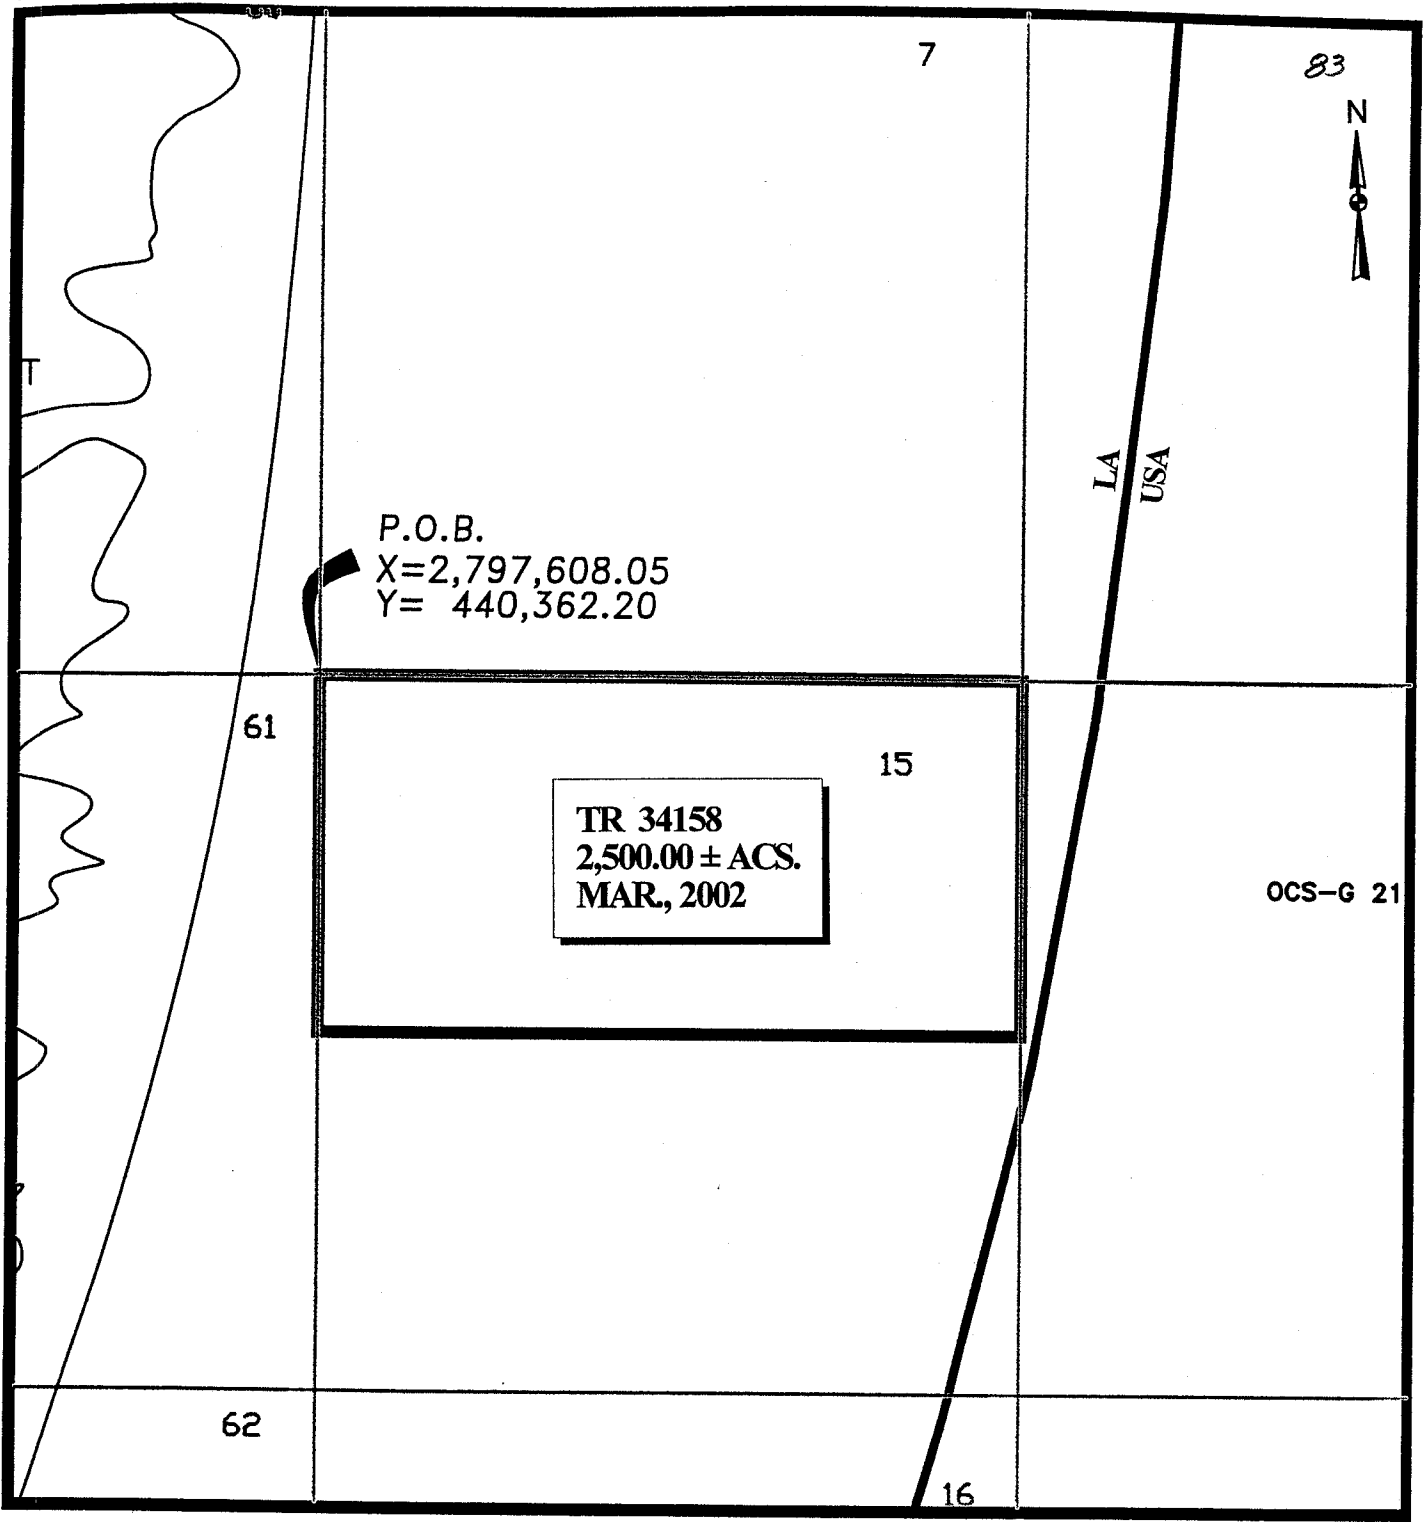 7
83
N
T
LA
USA
P.O.B.
X=2,797,608.05
Y= 440,362.20
61
15
TR 34158
2,500.00 ± ACS.
MAR., 2002
OCS-G 21
62
16